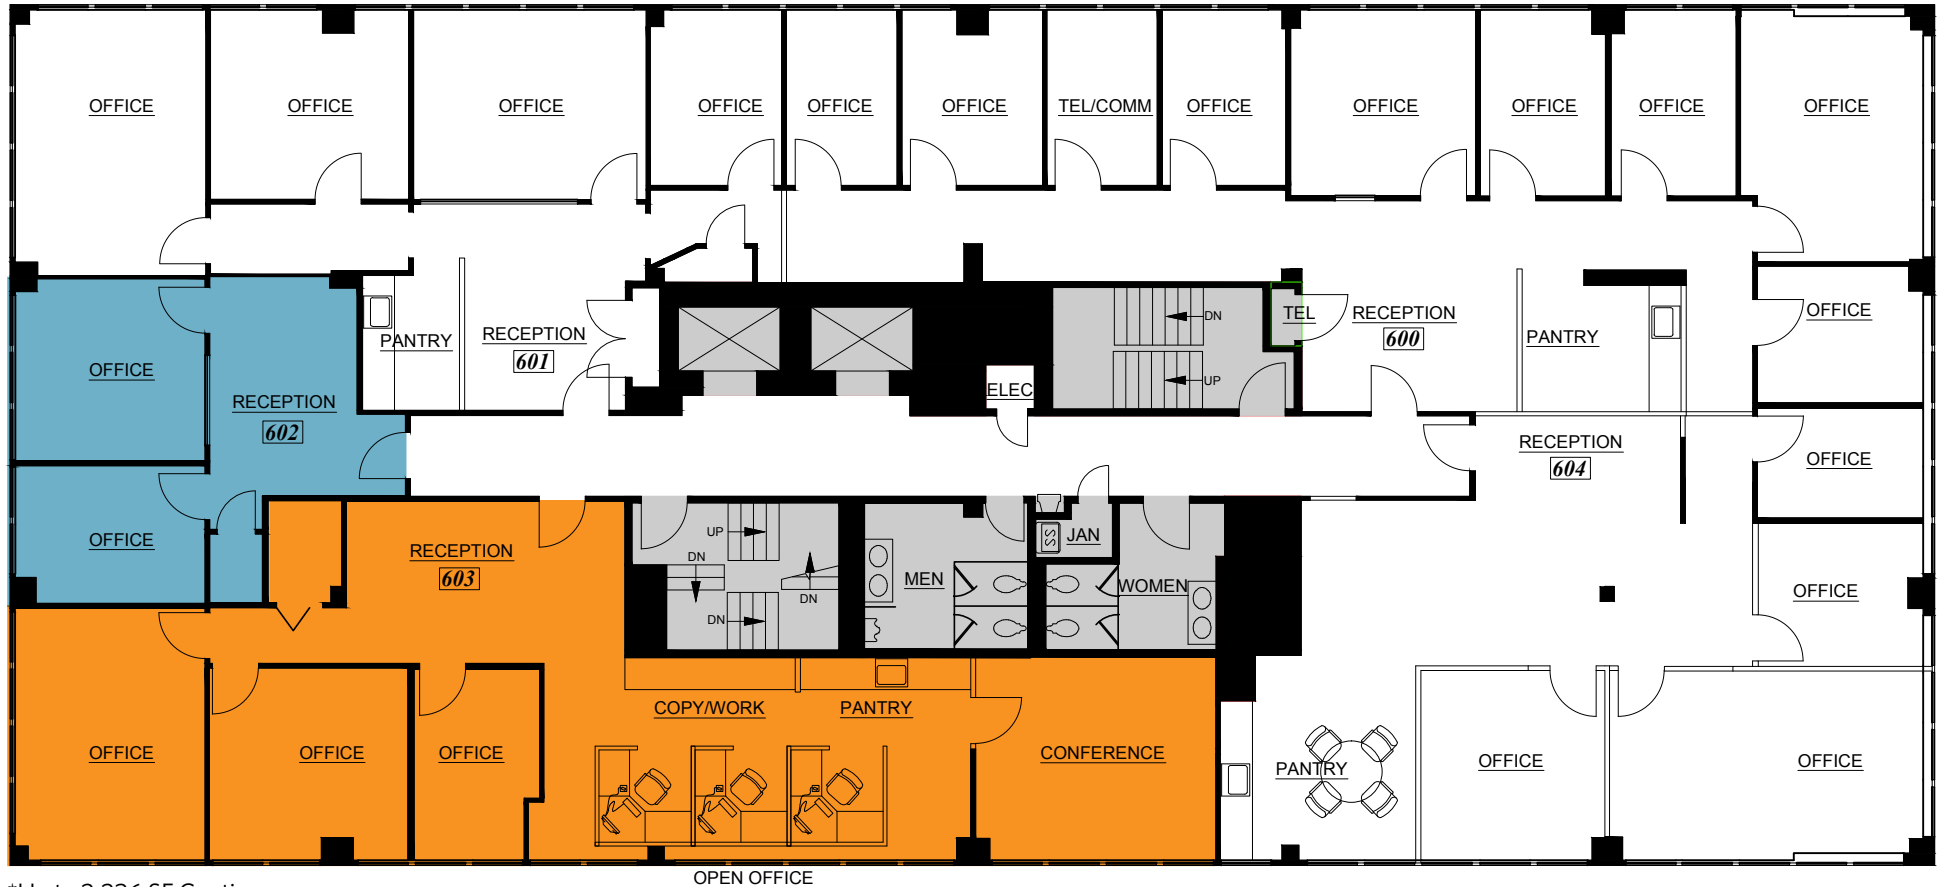 OFFICE OFFICE OFFICE OFFICE OFFICE OFFICE TEL/COMM OFFICE OFFICE OFFICE OFFICE OFFICE
TEL RECEPTION
600
OFFICE
PANTRY RECEPTION
601
PANTRY
DN
OFFICE
UP
ELEC
RECEPTION
602
RECEPTION
604
OFFICE
UP
JAN
OFFICE
RECEPTION
603
DN
MEN
WOMEN
OFFICE
DN
DN
COPY/WORK PANTRY
OFFICE OFFICE OFFICE CONFERENCE
PANTRY OFFICE OFFICE
OPEN OFFICE